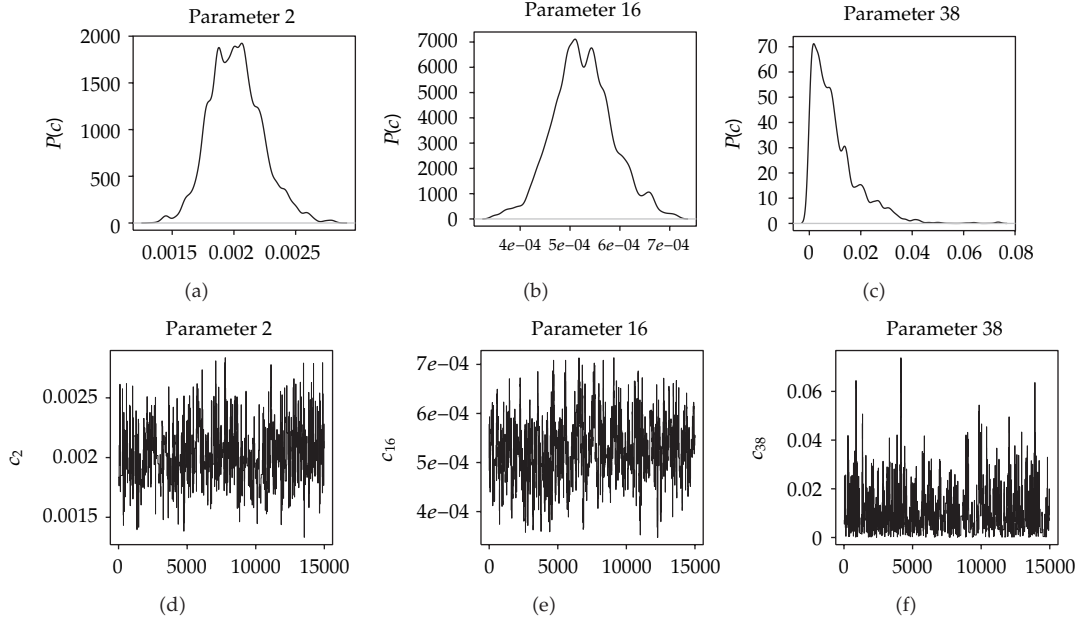 Parameter 2
P(c)
2000
1500
1000
500
0
0.0015 0.002 0.0025
(a)
Parameter 16
P(c)
7000
6000
5000
4000
3000
2000
1000
0
4e−04 5e−04 6e−04 7e−04
(b)
Parameter 38
P(c)
70
60
50
40
30
20
10
0
0 0.02 0.04 0.06 0.08
(c)
Parameter 2
c2
0.0025
0.002
0.0015
0 5000 10000 15000
(d)
Parameter 16
c16
7e−04
6e−04
5e−04
4e−04
0 5000 10000 15000
(e)
Parameter 38
c38
0.06
0.04
0.02
0
0 5000 10000 15000
(f)